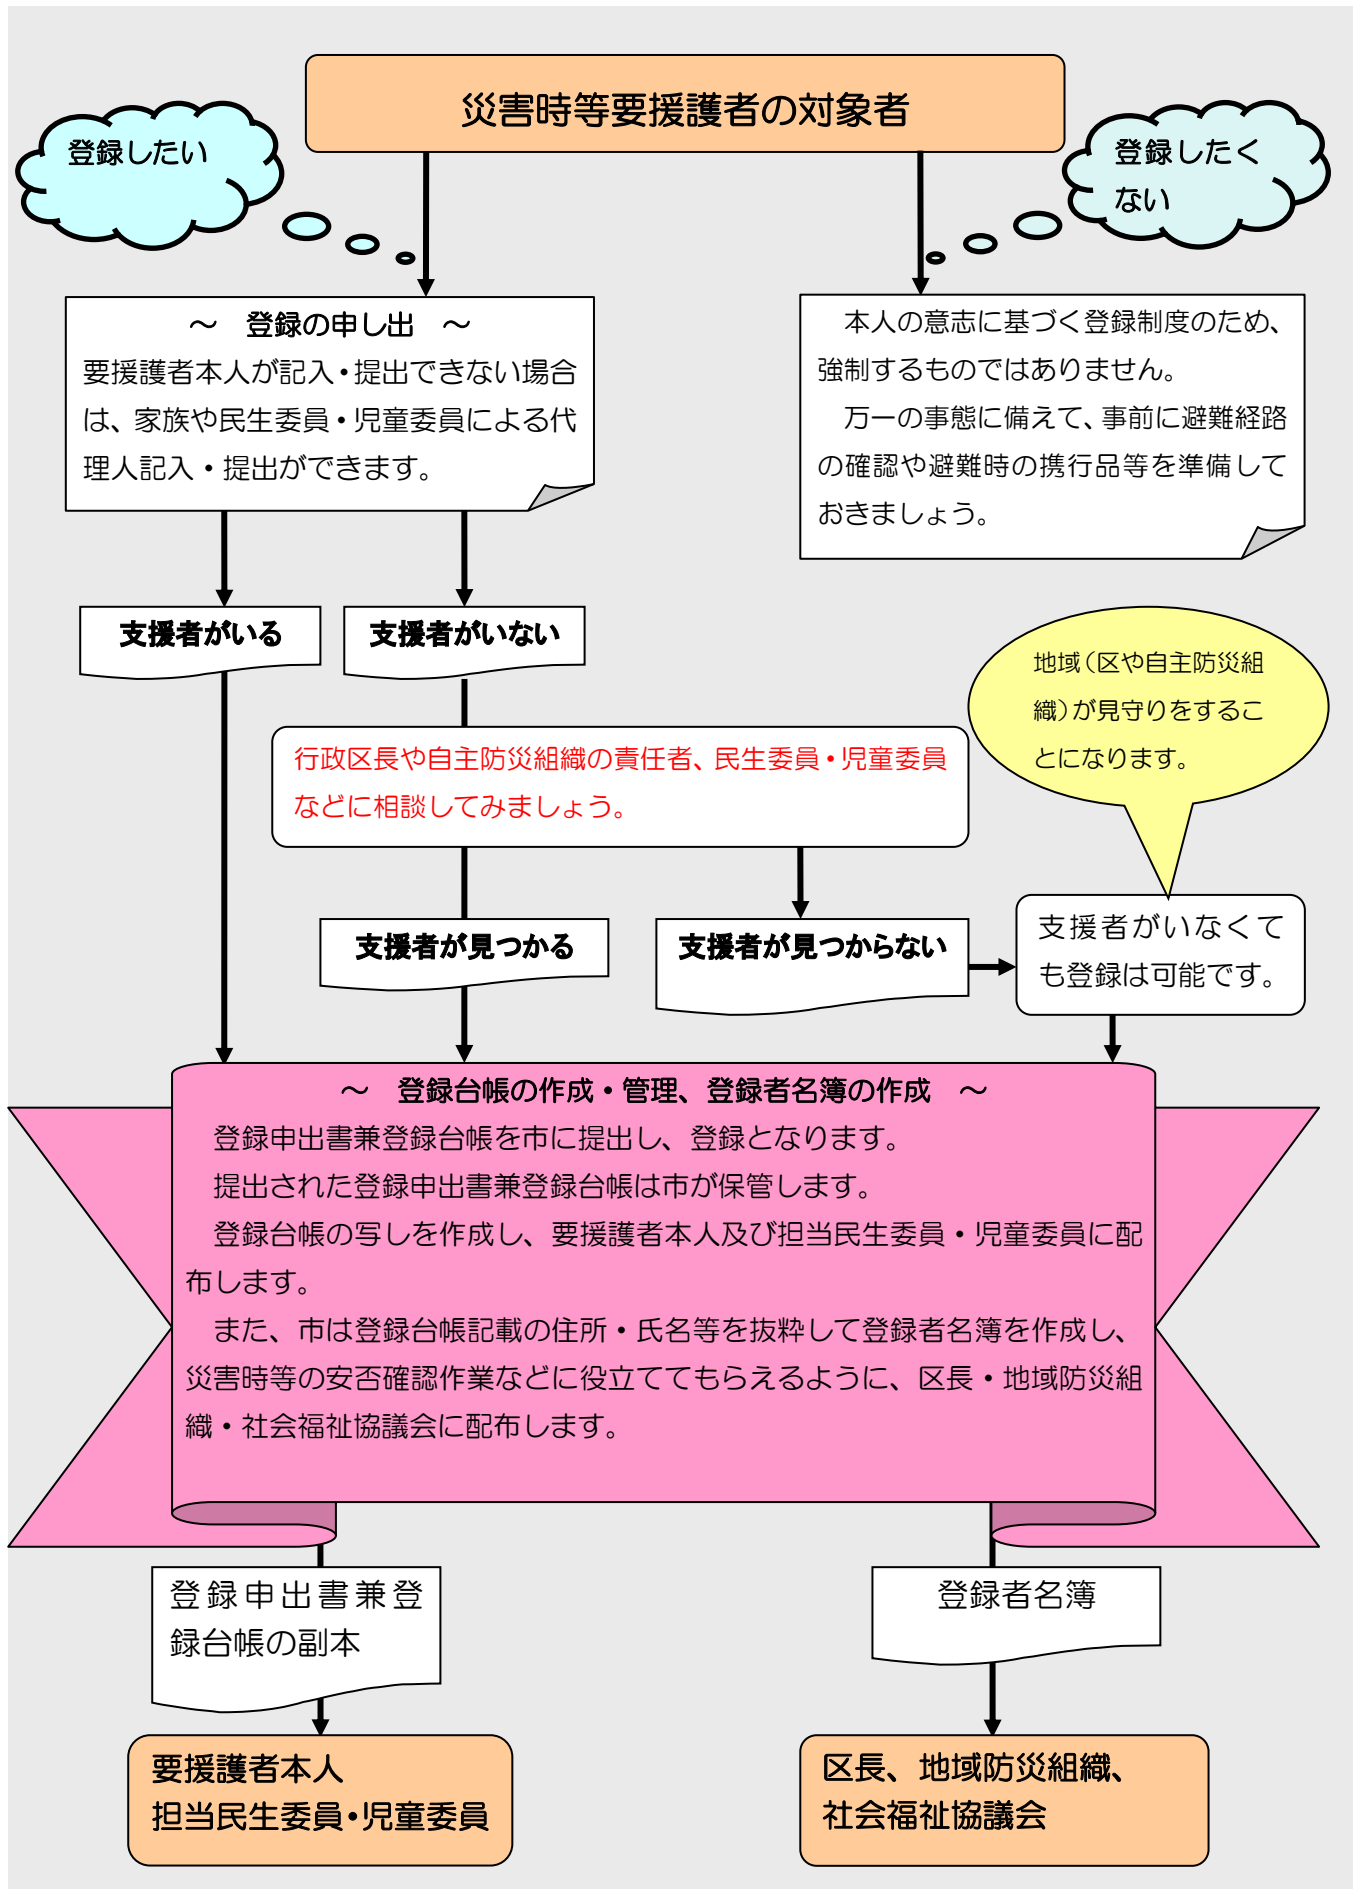 災害時等要援護者の対象者
登録したい
登録したく
ない
～　登録の申し出　～
要援護者本人が記入・提出できない場合
は、家族や民生委員・児童委員による代
理人記入・提出ができます。
本人の意志に基づく登録制度のため、
強制するものではありません。
万一の事態に備えて、事前に避難経路
の確認や避難時の携行品等を準備して
おきましょう。
支援者がいる
支援者がいない
地域（区や自主防災組
織）が見守りをするこ
とになります。
行政区長や自主防災組織の責任者、民生委員・児童委員
などに相談してみましょう。
支援者が見つかる
支援者が見つからない
支援者がいなくて
も登録は可能です。
～　登録台帳の作成・管理、登録者名簿の作成　～
登録申出書兼登録台帳を市に提出し、登録となります。
提出された登録申出書兼登録台帳は市が保管します。
登録台帳の写しを作成し、要援護者本人及び担当民生委員・児童委員に配
布します。
また、市は登録台帳記載の住所・氏名等を抜粋して登録者名簿を作成し、
災害時等の安否確認作業などに役立ててもらえるように、区長・地域防災組
織・社会福祉協議会に配布します。
登録申出書兼登
録台帳の副本
登録者名簿
要援護者本人
担当民生委員・児童委員
区長、地域防災組織、
社会福祉協議会